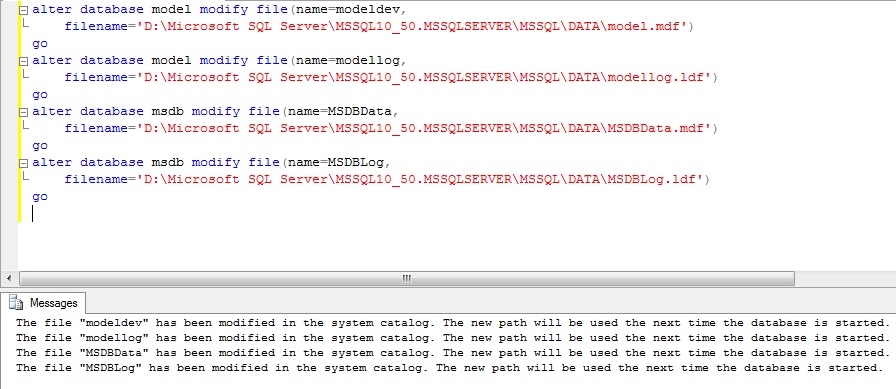 alter database model modify file(name=modeldev,
filename='D:\Microsoft SQL Server\MSSQL10_50.MSSQLSERVER\MSSQL\DATA\model.mdf')
go
alter database model modify file(name=modellog,
filename='D:\Microsoft SQL Server\MSSQL10_50.MSSQLSERVER\MSSQL\DATA\modellog.ldf')
go
alter database msdb modify file(name=MSDBData,
filename='D:\Microsoft SQL Server\MSSQL10_50.MSSQLSERVER\MSSQL\DATA\MSDBData.mdf')
go
alter database msdb modify file(name=MSDBLog,
filename='D:\Microsoft SQL Server\MSSQL10_50.MSSQLSERVER\MSSQL\DATA\MSDBLog.ldf')
go
Messages
The file "modeldev" has been modified in the system catalog. The new path will be used the next time the database is started.
The file "modellog" has been modified in the system catalog. The new path will be used the next time the database is started.
The file "MSDBData" has been modified in the system catalog. The new path will be used the next time the database is started.
The file "MSDBLog" has been modified in the system catalog. The new path will be used the next time the database is started.